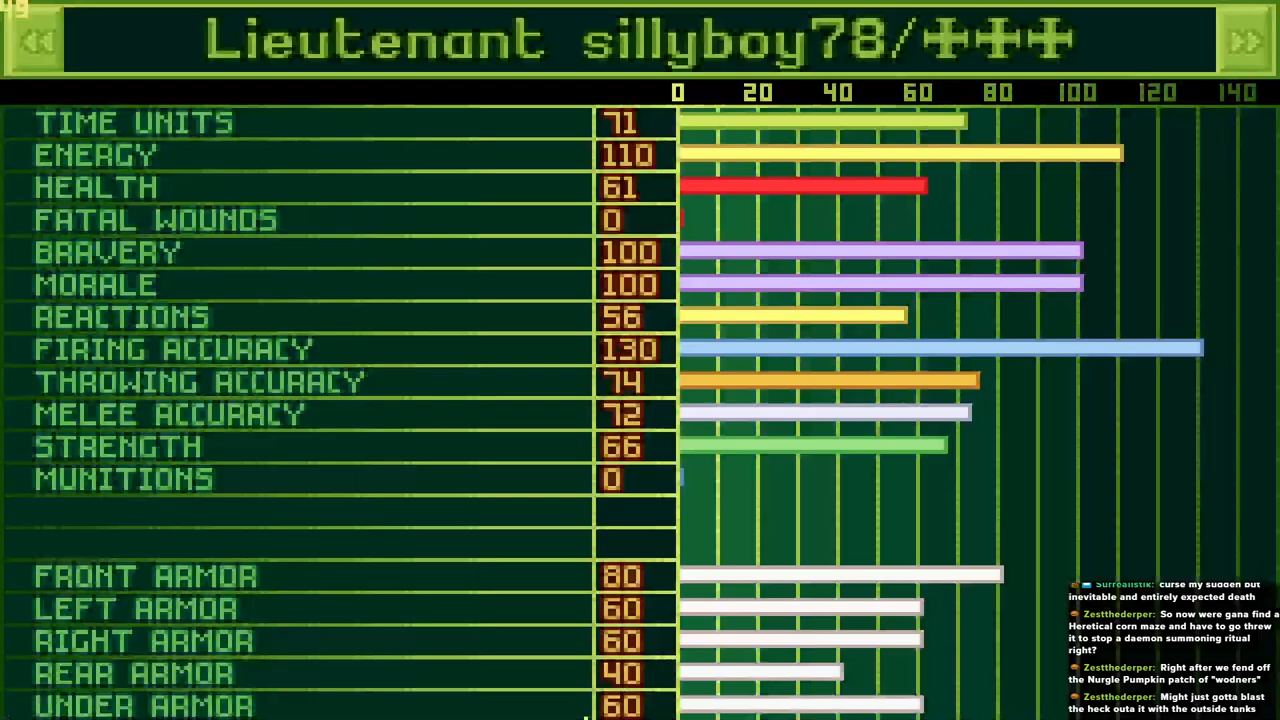 Lieutenant sillyboy78/
0 20 40 60 80 100 120 140
TIME UNITS 71
ENERGY 110
HEALTH 61
FATAL WOUNDS 0
BRAVERY 100
MORALE 100
REACTIONS 56
FIRING ACCURACY 130
THROWING ACCURACY 74
MELEE ACCURACY 72
STRENGTH 66
MUNITIONS 0
FRONT ARMOR 80
LEFT ARMOR 60
RIGHT ARMOR 60
REAR ARMOR 40
UNDER ARMOR 60
Surrealistik: curse my sudden but
inevitable and entirely expected death
Zestthederper: So now were gana find a
Heretical corn maze and have to go threw
it to stop a daemon summoning ritual
right?
Zestthederper: Right after we fend off
the Nurgle Pumpkin patch of "wodners"
Zestthederper: Might just gotta blast
the heck outa it with the outside tanks